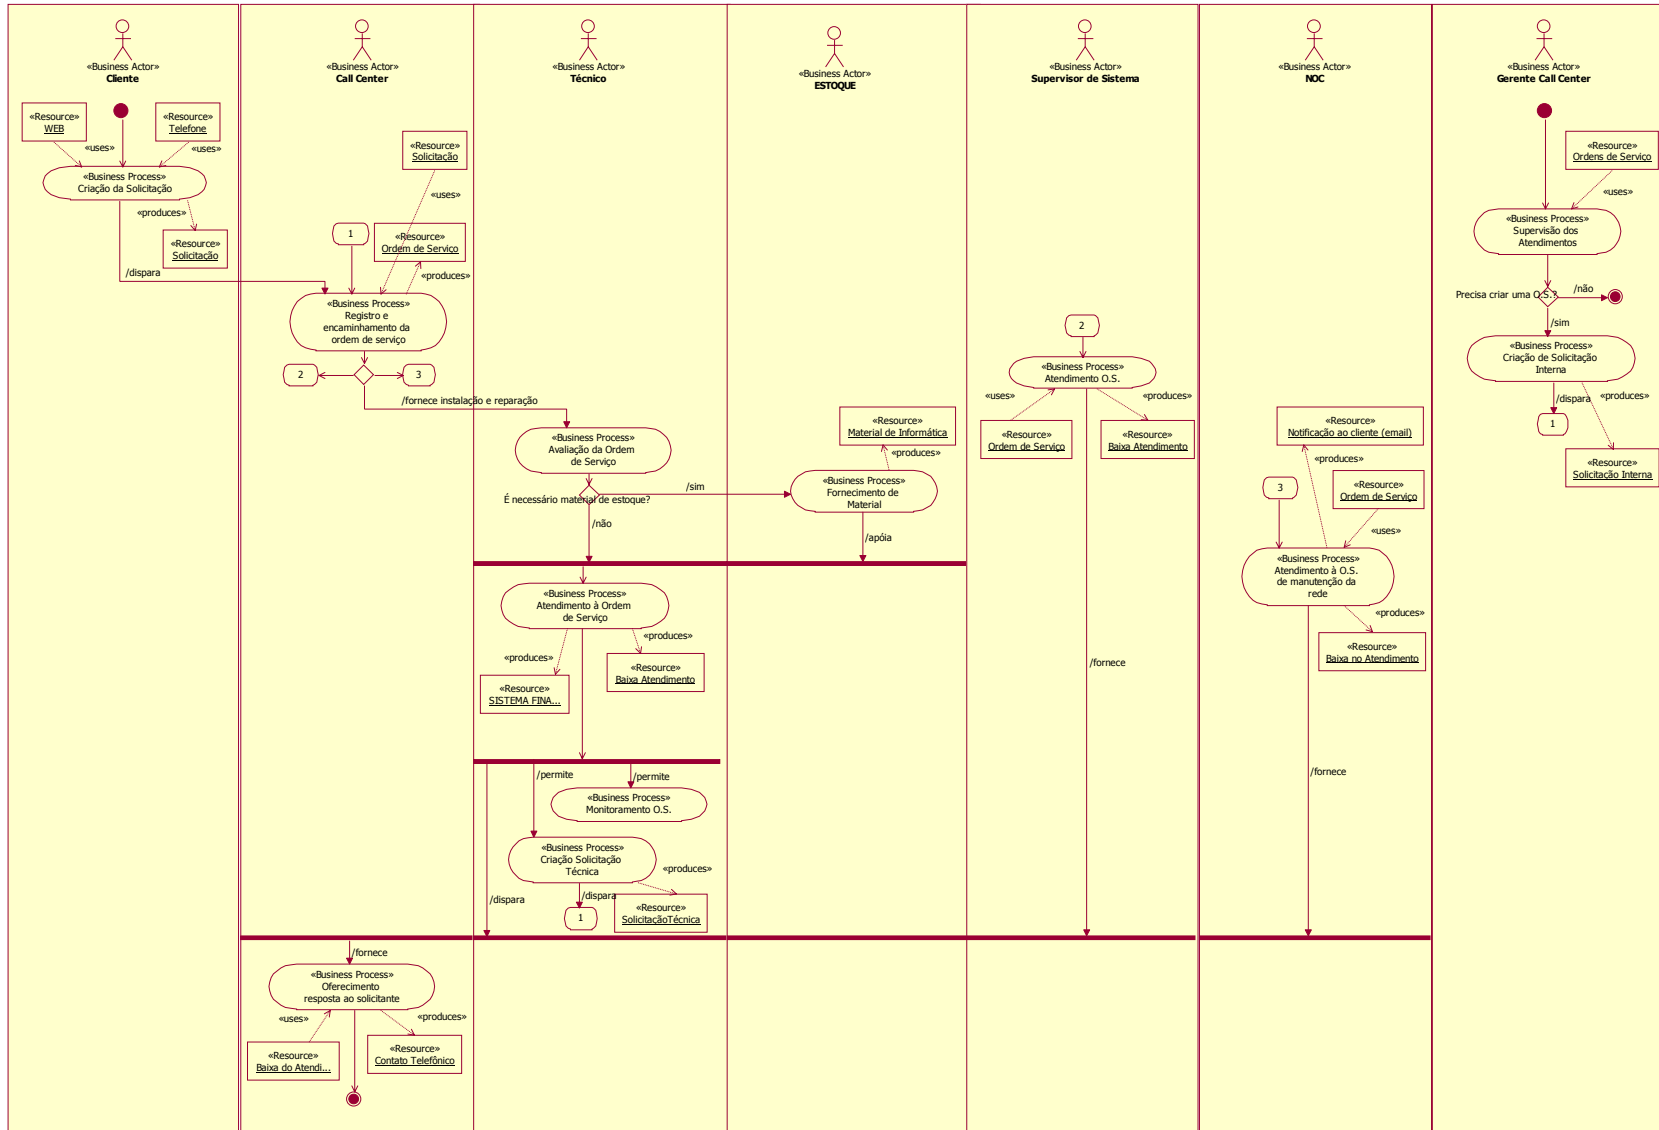 «Business Actor»
Cliente
«Business Actor»
Call Center
«Business Actor»
Técnico
«Business Actor»
ESTOQUE
«Business Actor»
Supervisor de Sistema
«Business Actor»
NOC
«Business Actor»
Gerente Call Center
«Resource»
WEB
«Resource»
Telefone
«uses»
«uses»
«Business Process»
Criação da Solicitação
«produces»
«Resource»
Solicitação
/dispara
«Resource»
Solicitação
«uses»
1
«Resource»
Ordem de Serviço
«produces»
«Business Process»
Registro e
encaminhamento da
ordem de serviço
2
3
/fornece instalação e reparação
«Business Process»
Avaliação da Ordem
de Serviço
É necessário material de estoque?
/sim
/não
«Resource»
Material de Informática
«produces»
«Business Process»
Fornecimento de
Material
/apóia
«Business Process»
Atendimento à Ordem
de Serviço
«produces»
«produces»
«Resource»
Baixa Atendimento
«Resource»
SISTEMA FINA...
/permite
/permite
«Business Process»
Monitoramento O.S.
«Business Process»
Criação Solicitação
Técnica
«produces»
/dispara
/dispara
1
«Resource»
SolicitaçãoTécnica
/fornece
«Business Process»
Oferecimento
resposta ao solicitante
«uses»
«produces»
«Resource»
Baixa do Atendi...
«Resource»
Contato Telefônico
2
«Business Process»
Atendimento O.S.
«uses»
«produces»
«Resource»
Ordem de Serviço
«Resource»
Baixa Atendimento
/fornece
«Resource»
Notificação ao cliente (email)
«produces»
3
«Resource»
Ordem de Serviço
«uses»
«Business Process»
Atendimento à O.S.
de manutenção da
rede
«produces»
«Resource»
Baixa no Atendimento
/fornece
«Resource»
Ordens de Serviço
«uses»
«Business Process»
Supervisão dos
Atendimentos
Precisa criar uma O.S.?
/não
/sim
«Business Process»
Criação de Solicitação
Interna
/dispara
«produces»
1
«Resource»
Solicitação Interna